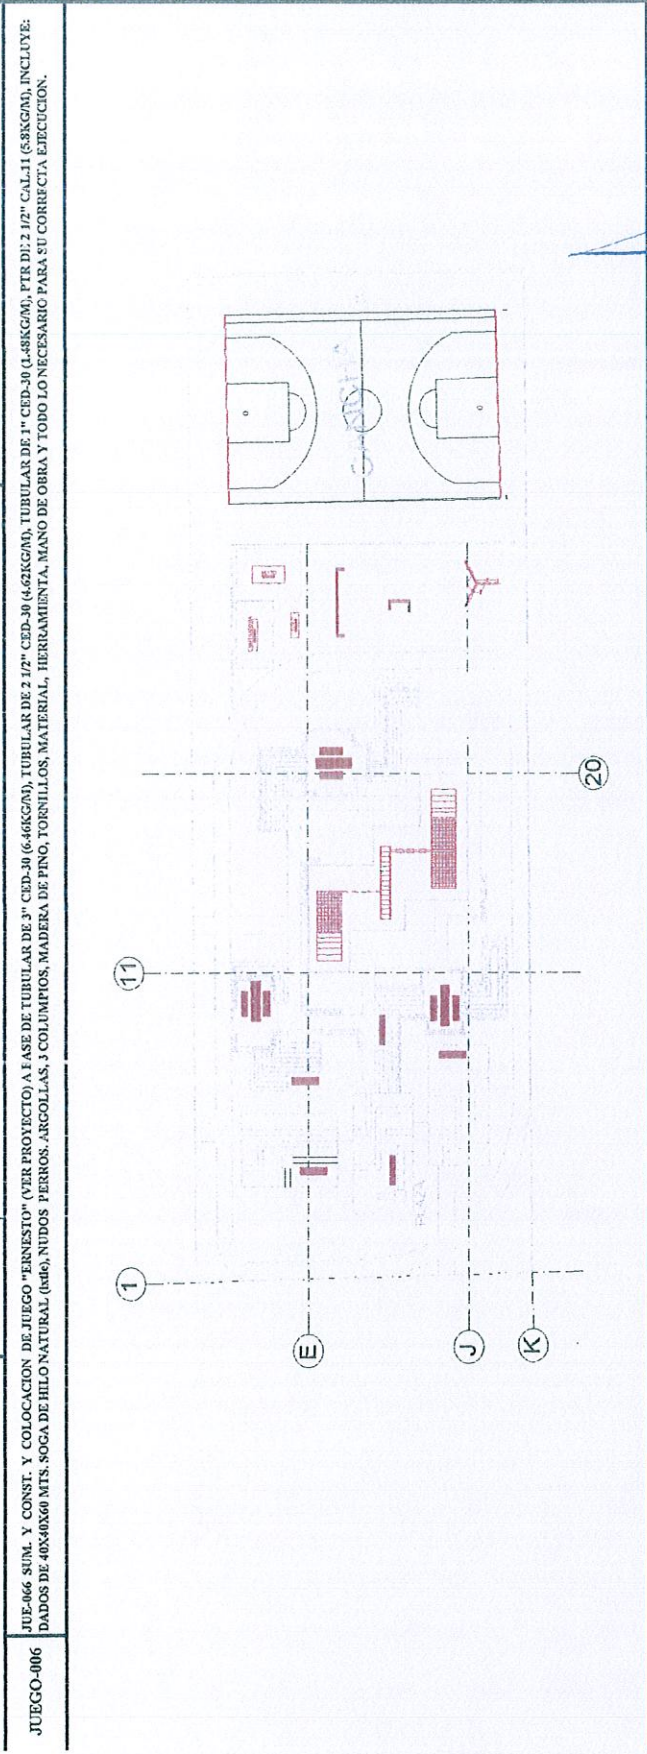 JUEGO-006
JUE-066 SUM. Y CONST. Y COLOCACION DE JUEGO "ERNESTO" (VER PROYECTO) A BASE DE TUBULAR DE 3" CED-30 (6.46KG/M), TUBULAR DE 2 1/2" CED-30 (4.62KG/M), TUBULAR DE 1" CED-30 (1.48KG/M), PTR DE 2 1/2" CAL.11 (5.8KG/M), INCLUYE:
DADOS DE 40X40X60 MTS, SOGA DE HILO NATURAL (ixtle), NUDOS PERROS, ARGOLLAS, 3 COLUMPIOS, MADERA DE PINO, TORNILLOS, MATERIAL, HERRAMIENTA, MANO DE OBRA Y TODO LO NECESARIO PARA SU CORRECTA EJECUCION.
1
11
20
E
J
K
PLAZA